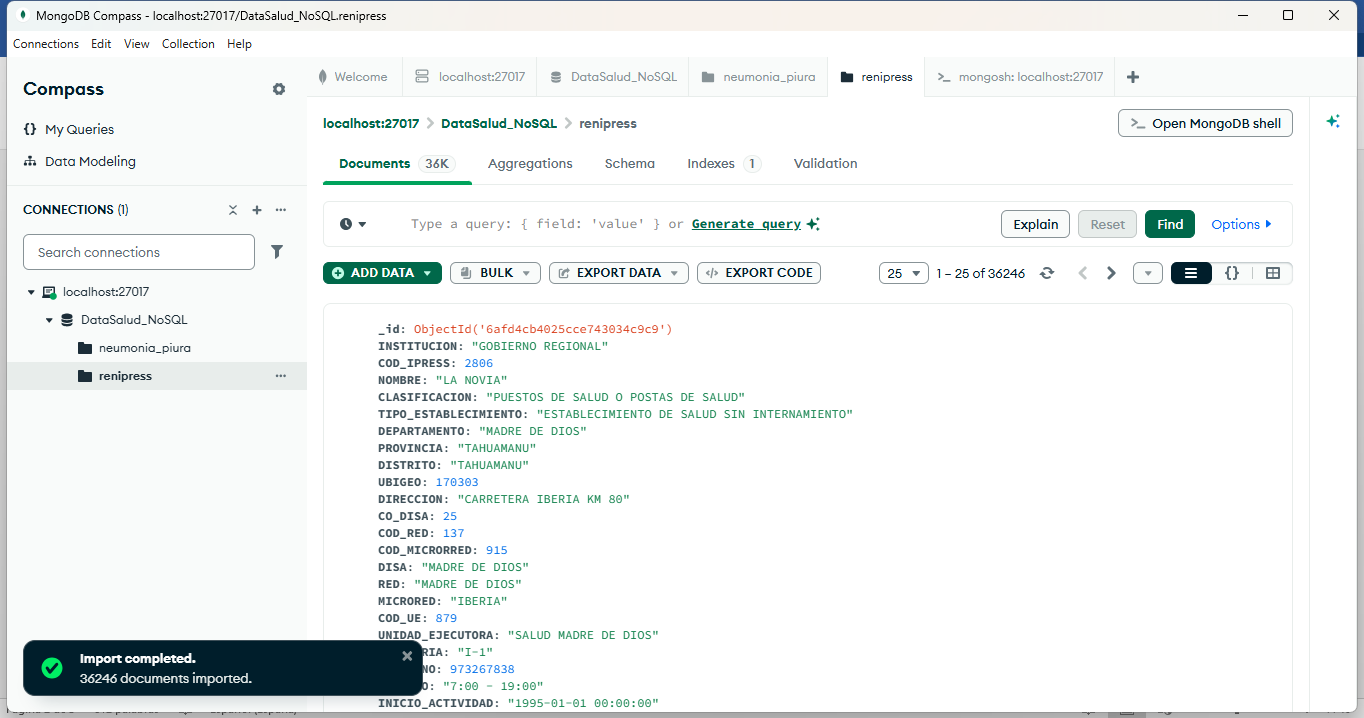 MongoDB Compass - localhost:27017/DataSalud_NoSQL.renipress
Connections Edit View Collection Help
Compass
My Queries
Data Modeling
CONNECTIONS (1)
Search connections
localhost:27017
DataSalud_NoSQL
neumonia_piura
renipress
Welcome localhost:27017 DataSalud_NoSQL neumonia_piura renipress mongosh: localhost:27017
localhost:27017 > DataSalud_NoSQL > renipress
>_ Open MongoDB shell
Documents 36K Aggregations Schema Indexes 1 Validation
Type a query: { field: 'value' } or Generate query
Explain Reset Find Options
ADD DATA BULK EXPORT DATA EXPORT CODE
25 1 – 25 of 36246
_id: ObjectId('6afd4cb4025cce743034c9c9')
INSTITUCION: "GOBIERNO REGIONAL"
COD_IPRESS: 2806
NOMBRE: "LA NOVIA"
CLASIFICACION: "PUESTOS DE SALUD O POSTAS DE SALUD"
TIPO_ESTABLECIMIENTO: "ESTABLECIMIENTO DE SALUD SIN INTERNAMIENTO"
DEPARTAMENTO: "MADRE DE DIOS"
PROVINCIA: "TAHUAMANU"
DISTRITO: "TAHUAMANU"
UBIGEO: 170303
DIRECCION: "CARRETERA IBERIA KM 80"
CO_DISA: 25
COD_RED: 137
COD_MICRORRED: 915
DISA: "MADRE DE DIOS"
RED: "MADRE DE DIOS"
MICRORED: "IBERIA"
COD_UE: 879
UNIDAD_EJECUTORA: "SALUD MADRE DE DIOS"
RIA: "I-1"
NO: 973267838
O: "7:00 - 19:00"
INICIO_ACTIVIDAD: "1995-01-01 00:00:00"
Import completed.
36246 documents imported.